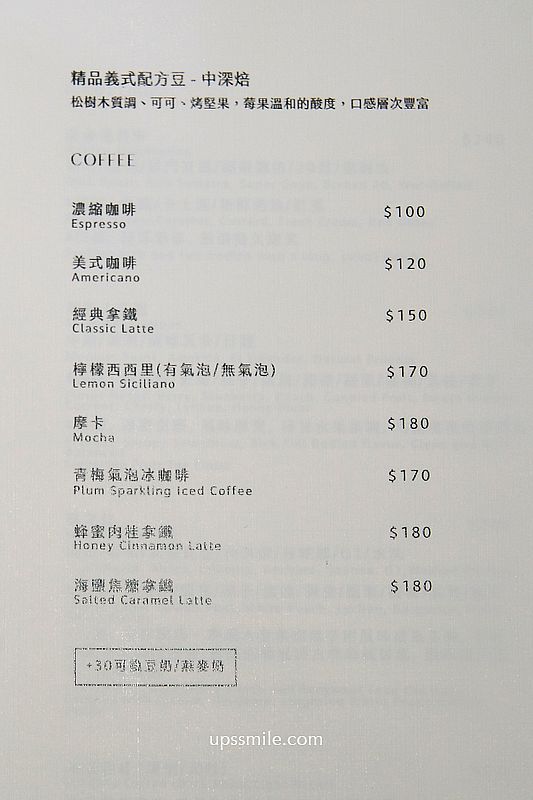 精品義式配方豆 - 中深焙
松樹木質調、可可、烤堅果，莓果溫和的酸度，口感層次豐富
COFFEE
濃縮咖啡 $100
Espresso
美式咖啡 $120
Americano
經典拿鐵 $150
Classic Latte
檸檬西西里(有氣泡/無氣泡) $170
Lemon Siciliano
摩卡 $180
Mocha
青梅氣泡冰咖啡 $170
Plum Sparkling Iced Coffee
蜂蜜肉桂拿鐵 $180
Honey Cinnamon Latte
海鹽焦糖拿鐵 $180
Salted Caramel Latte
+30可換豆奶/燕麥奶
upssmile.com